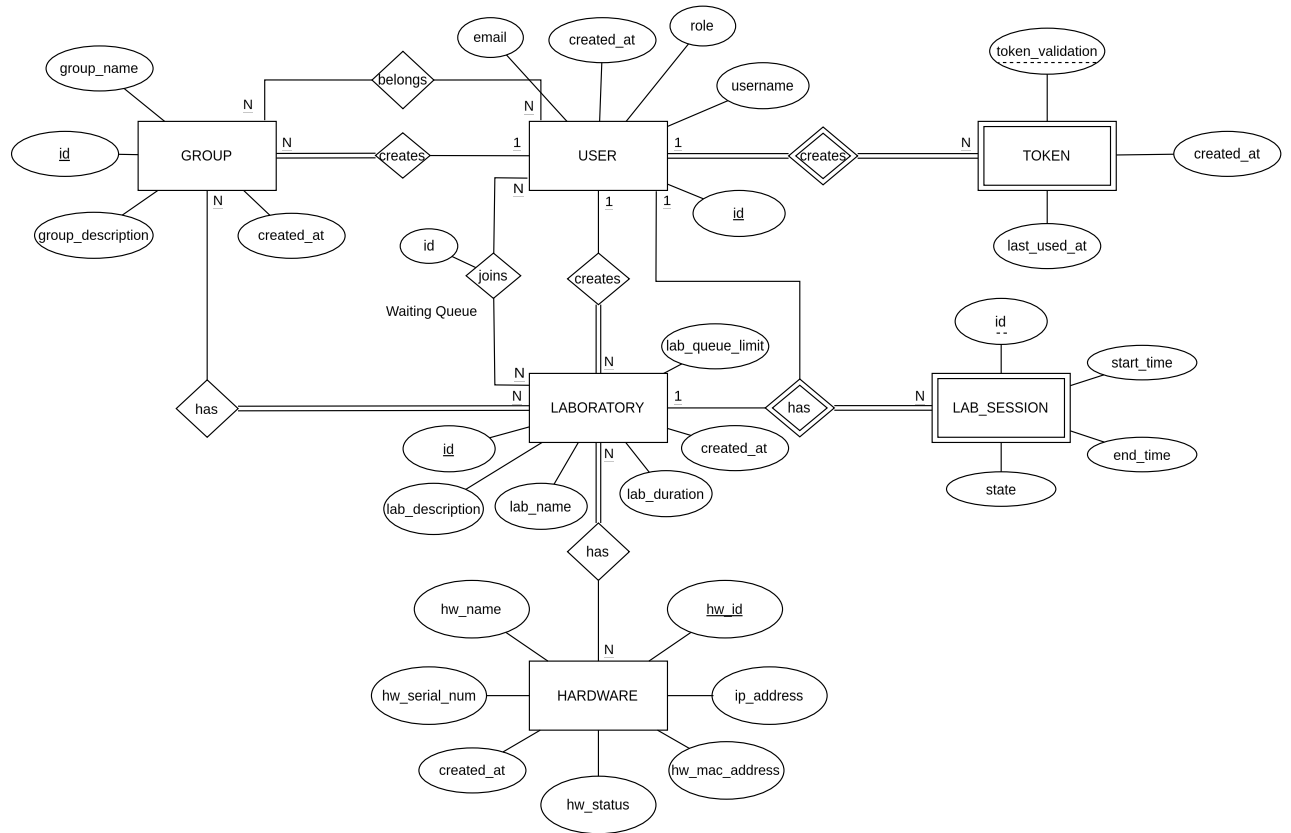 role
email
created_at
token_validation
group_name
belongs
username
N
N
N
1
1
N
id
GROUP
creates
USER
creates
TOKEN
created_at
N
N
1
1
id
group_description
created_at
id
last_used_at
joins
creates
Waiting Queue
id
lab_queue_limit
N
start_time
N
N
1
N
has
LABORATORY
has
LAB_SESSION
id
created_at
N
end_time
lab_description
lab_name
lab_duration
state
has
hw_name
hw_id
N
hw_serial_num
HARDWARE
ip_address
created_at
hw_mac_address
hw_status